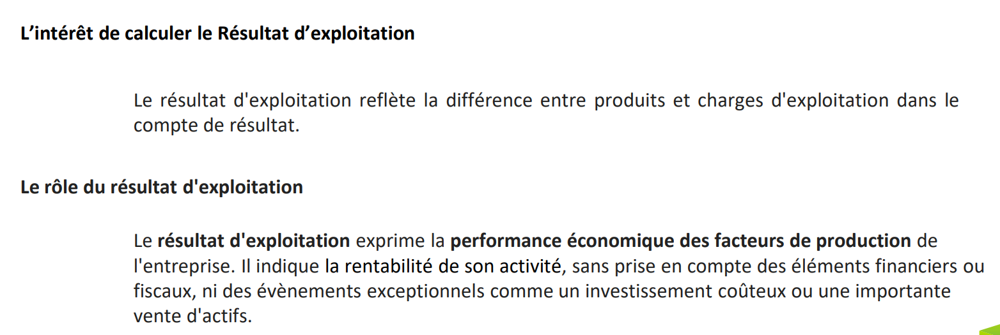 L’intérêt de calculer le Résultat d’exploitation
Le résultat d'exploitation reflète la différence entre produits et charges d'exploitation dans le
compte de résultat.
Le rôle du résultat d'exploitation
Le résultat d'exploitation exprime la performance économique des facteurs de production de
l'entreprise. Il indique la rentabilité de son activité, sans prise en compte des éléments financiers ou
fiscaux, ni des évènements exceptionnels comme un investissement coûteux ou une importante
vente d'actifs.